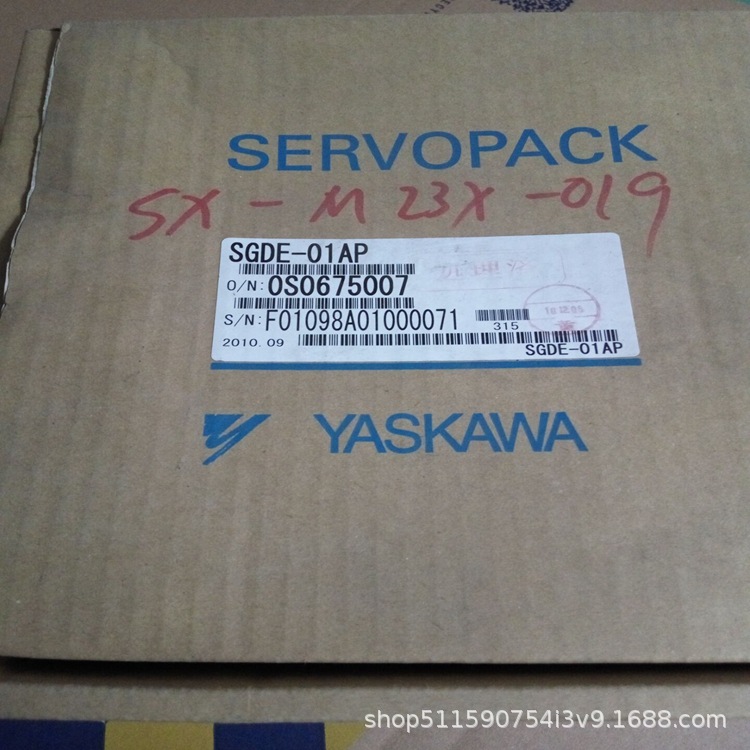 SERVOPACK
SX-M23X-019
SGDE-01AP
O/N: 0S0675007
S/N: F01098A01000071
315
2010.09
SGDE-01AP
YASKAWA
shop511590754i3v9.1688.com